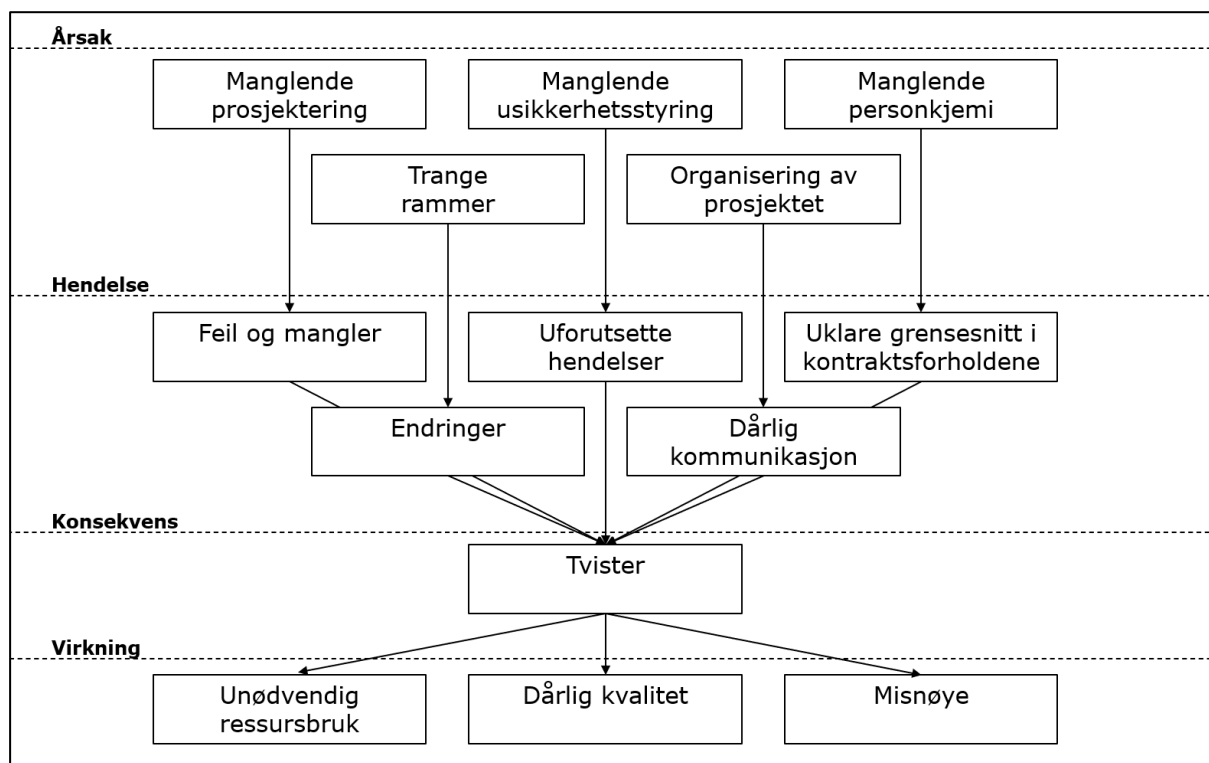 Årsak
Manglende
prosjektering
Manglende
usikkerhetsstyring
Manglende
personkjemi
Trange
rammer
Organisering av
prosjektet
Hendelse
Feil og mangler
Uforutsette
hendelser
Uklare grensesnitt i
kontraktsforholdene
Endringer
Dårlig
kommunikasjon
Konsekvens
Tvister
Virkning
Unødvendig
ressursbruk
Dårlig kvalitet
Misnøye